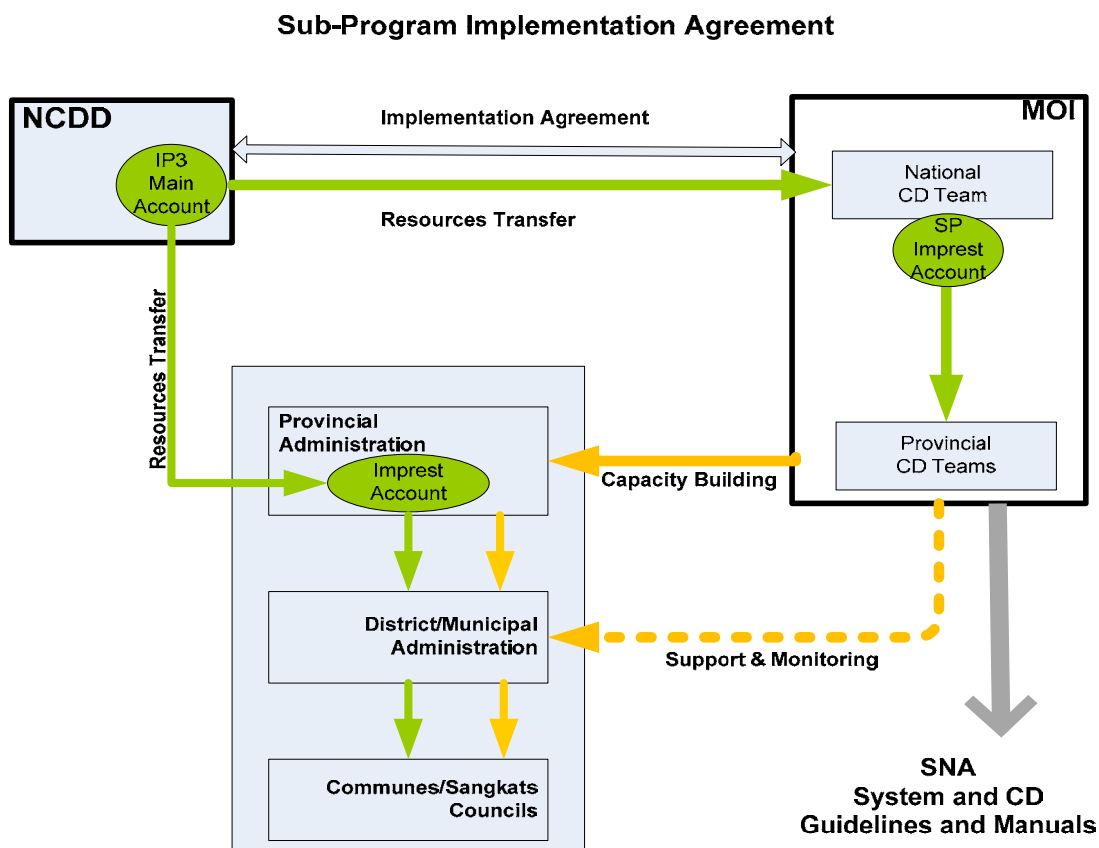 Sub-Program Implementation Agreement
NCDD
MOI
Implementation Agreement
IP3
Main
Account
National
CD Team
Resources Transfer
SP
Imprest
Account
Resources Transfer
Provincial
Administration
Imprest
Account
Provincial
CD Teams
Capacity Building
District/Municipal
Administration
Support & Monitoring
Communes/Sangkats
Councils
SNA
System and CD
Guidelines and Manuals